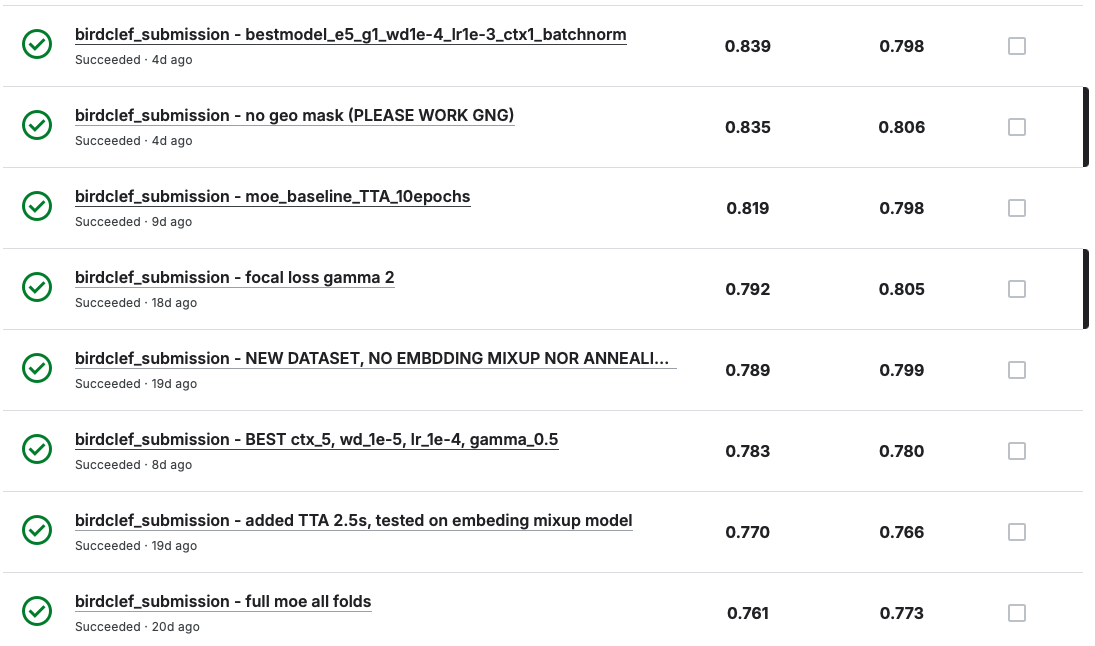 birdclef_submission - bestmodel_e5_g1_wd1e-4_lr1e-3_ctx1_batchnorm 0.839 0.798
Succeeded · 4d ago
birdclef_submission - no geo mask (PLEASE WORK GNG) 0.835 0.806
Succeeded · 4d ago
birdclef_submission - moe_baseline_TTA_10epochs 0.819 0.798
Succeeded · 9d ago
birdclef_submission - focal loss gamma 2 0.792 0.805
Succeeded · 18d ago
birdclef_submission - NEW DATASET, NO EMBDDING MIXUP NOR ANNEALI... 0.789 0.799
Succeeded · 19d ago
birdclef_submission - BEST ctx_5, wd_1e-5, lr_1e-4, gamma_0.5 0.783 0.780
Succeeded · 8d ago
birdclef_submission - added TTA 2.5s, tested on embeding mixup model 0.770 0.766
Succeeded · 19d ago
birdclef_submission - full moe all folds 0.761 0.773
Succeeded · 20d ago